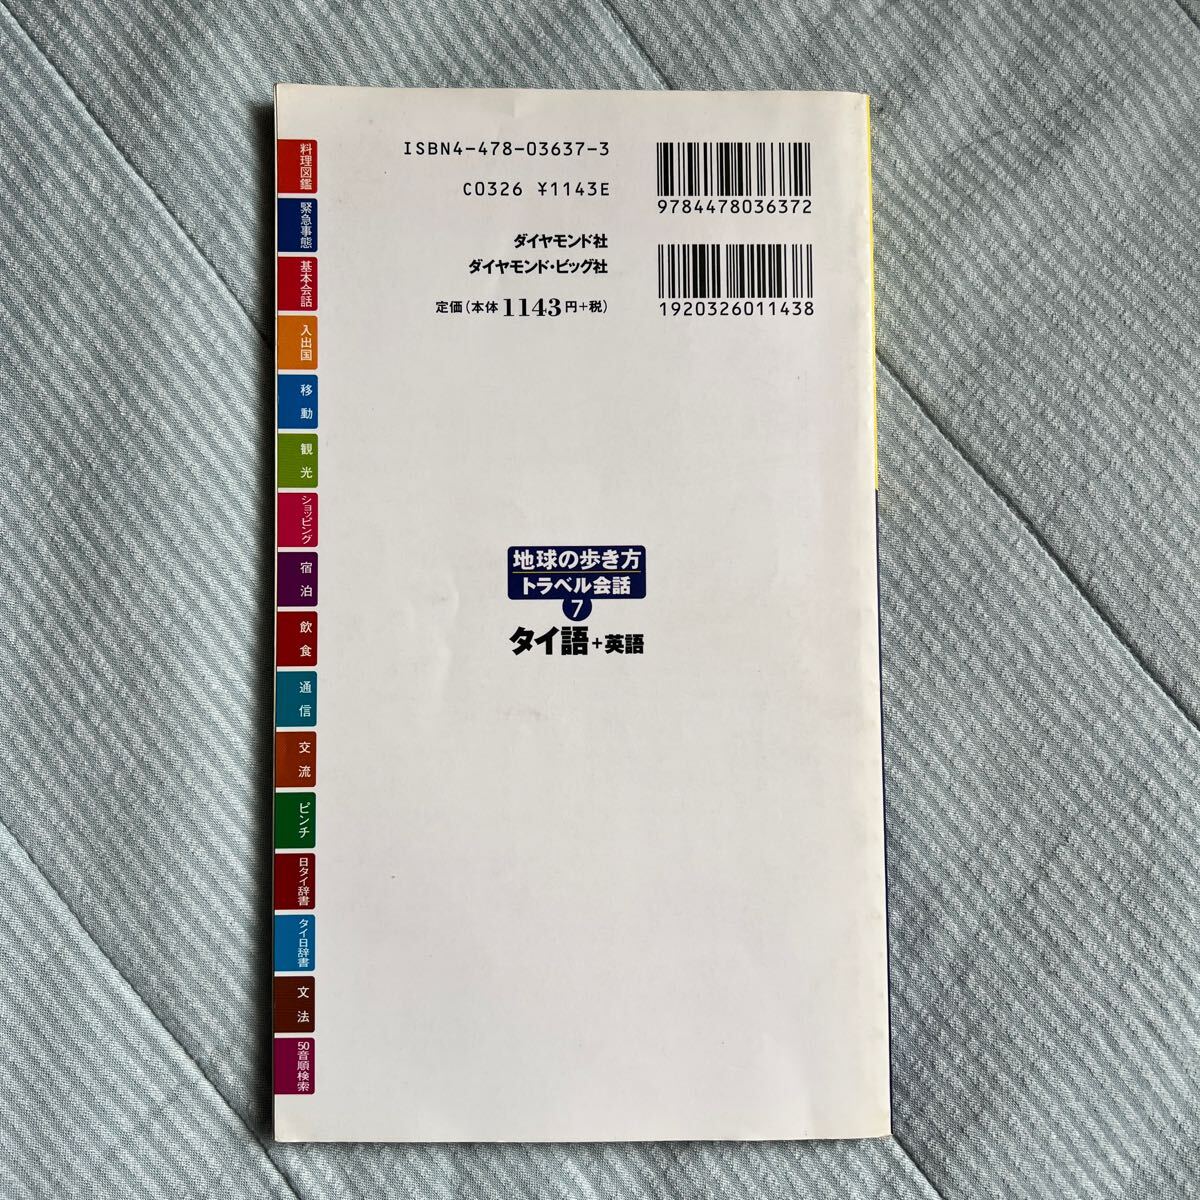 ISBN4-478-03637-3
C0326 ¥1143E
9784478036372
ダイヤモンド社
ダイヤモンド・ビッグ社
定価(本体1143円+税)
1920326011438
料理図鑑
緊急事態
基本会話
入出国
移動
観光
ショッピング
宿泊
飲食
通信
交流
ピンチ
日タイ辞書
タイ日辞書
文法
50音順検索
地球の歩き方
トラベル会話
7
タイ語+英語